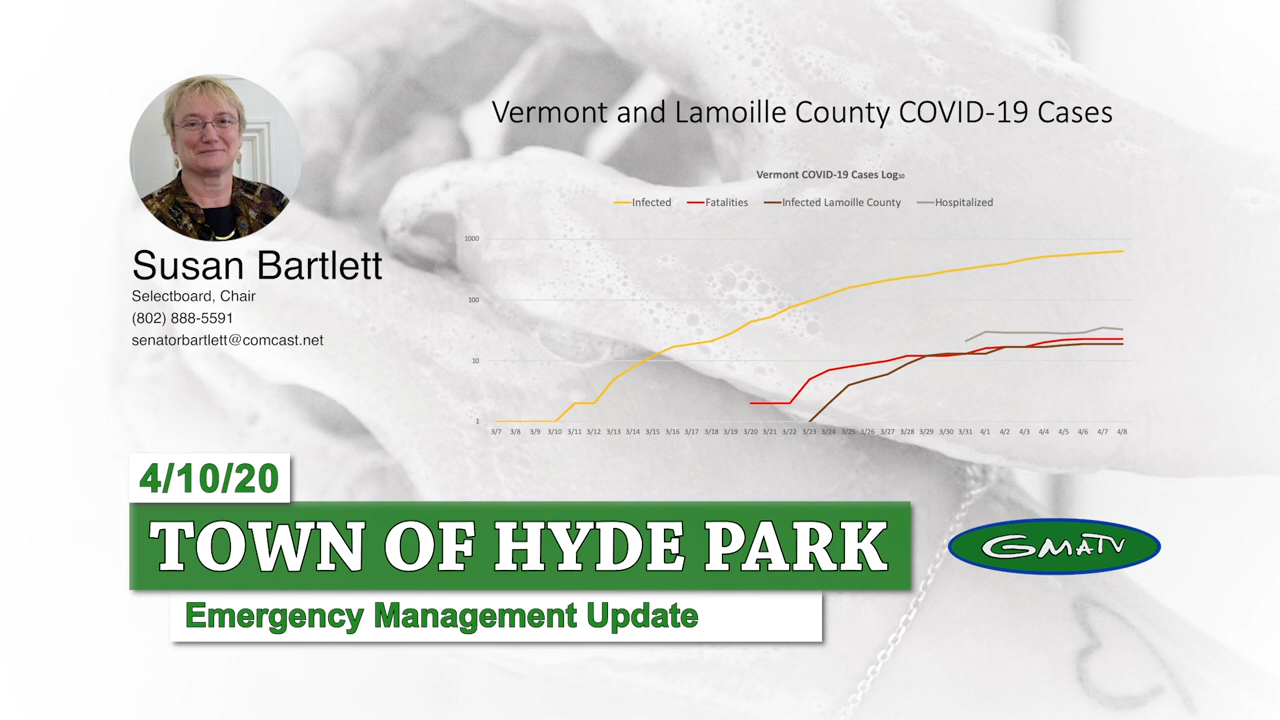 Susan Bartlett
Selectboard, Chair
(802) 888-5591
senatorbartlett@comcast.net
Vermont and Lamoille County COVID-19 Cases
Vermont COVID-19 Cases Log₁₀
Infected Fatalities Infected Lamoille County Hospitalized
1000
100
10
1
3/7 3/8 3/9 3/10 3/11 3/12 3/13 3/14 3/15 3/16 3/17 3/18 3/19 3/20 3/21 3/22 3/23 3/24 3/25 3/26 3/27 3/28 3/29 3/30 3/31 4/1 4/2 4/3 4/4 4/5 4/6 4/7 4/8
4/10/20
TOWN OF HYDE PARK
GMATV
Emergency Management Update